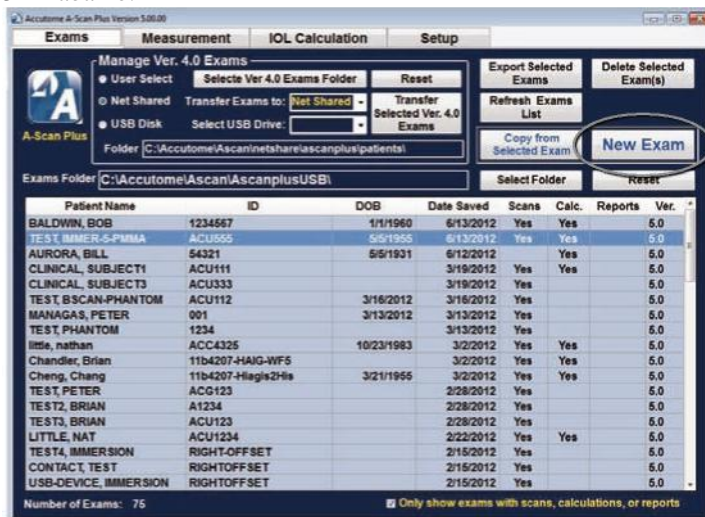 Accutome A-Scan Plus Version 5.00.00
Exams Measurement IOL Calculation Setup
Manage Ver. 4.0 Exams
User Select Selecte Ver 4.0 Exams Folder Reset
Net Shared Transfer Exams to: Net Shared Transfer Selected Ver. 4.0 Exams
USB Disk Select USB Drive:
Folder C:\Accutome\Ascan\netshare\ascanplus\patients\
A-Scan Plus
Export Selected Exams Delete Selected Exam(s)
Refresh Exams List
Copy from Selected Exam New Exam
Exams Folder C:\Accutome\Ascan\AscanplusUSB\ Select Folder Reset
Patient Name ID DOB Date Saved Scans Calc. Reports Ver.
BALDWIN, BOB 1234567 1/1/1960 6/13/2012 Yes Yes 5.0
TEST, IMMER-5-PMMA ACU555 5/5/1955 6/13/2012 Yes Yes 5.0
AURORA, BILL 54321 5/5/1931 6/12/2012 Yes 5.0
CLINICAL, SUBJECT1 ACU111 3/19/2012 Yes Yes 5.0
CLINICAL, SUBJECT3 ACU333 3/19/2012 Yes 5.0
TEST, BSCAN-PHANTOM ACU112 3/16/2012 3/16/2012 Yes 5.0
MANAGAS, PETER 001 3/13/2012 3/13/2012 Yes 5.0
TEST, PHANTOM 1234 3/13/2012 Yes 5.0
little, nathan ACC4325 10/23/1983 3/2/2012 Yes Yes 5.0
Chandler, Brian 11b4207-HAIG-WF5 3/2/2012 Yes Yes 5.0
Cheng, Chang 11b4207-Hiagis2His 3/21/1955 3/2/2012 Yes Yes 5.0
TEST, PETER ACG123 2/28/2012 Yes 5.0
TEST2, BRIAN A1234 2/28/2012 Yes 5.0
TEST3, BRIAN ACU123 2/28/2012 Yes 5.0
LITTLE, NAT ACU1234 2/22/2012 Yes Yes 5.0
TEST4, IMMERSION RIGHT-OFFSET 2/15/2012 Yes 5.0
CONTACT, TEST RIGHTOFFSET 2/15/2012 Yes 5.0
USB-DEVICE, IMMERSION RIGHTOFFSET 2/15/2012 Yes 5.0
Number of Exams: 75 Only show exams with scans, calculations, or reports